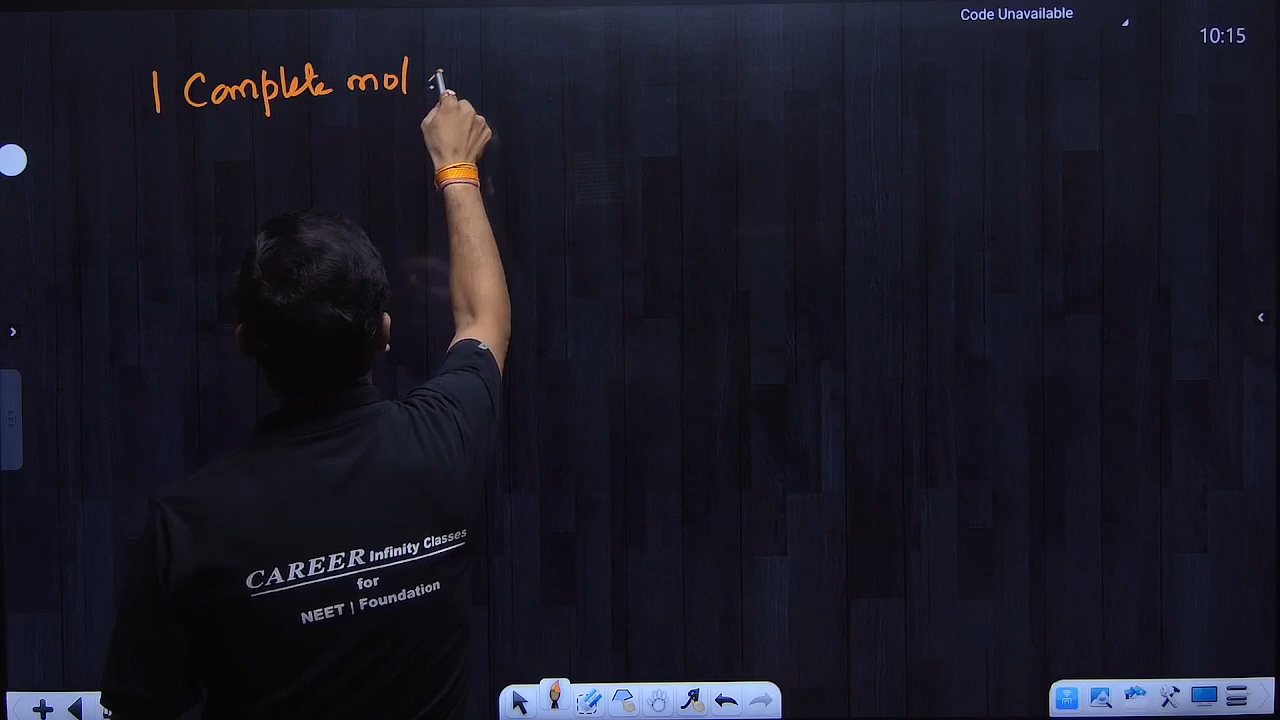 Code Unavailable
10:15
1 Complete mol
CAREER Infinity Classes
for
NEET | Foundation